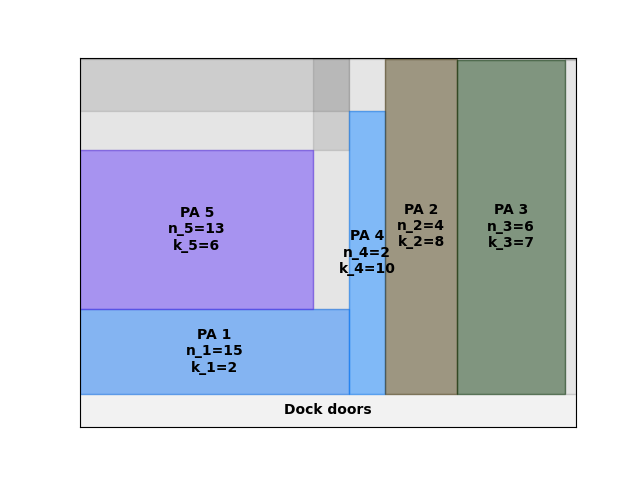 PA 5
n_5=13
k_5=6
PA 4
n_4=2
k_4=10
PA 2
n_2=4
k_2=8
PA 3
n_3=6
k_3=7
PA 1
n_1=15
k_1=2
Dock doors